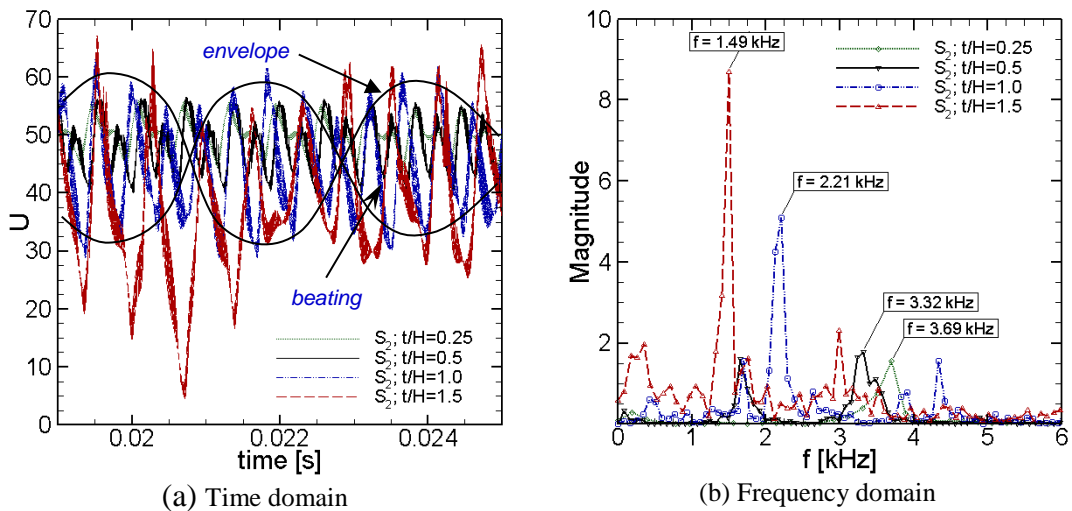 70
60
50
40
30
20
10
0
U
envelope
beating
S2; t/H=0.25
S2; t/H=0.5
S2; t/H=1.0
S2; t/H=1.5
0.02
0.022
0.024
time [s]
(a) Time domain
10
8
6
4
2
Magnitude
f = 1.49 kHz
f = 2.21 kHz
f = 3.32 kHz
f = 3.69 kHz
S2; t/H=0.25
S2; t/H=0.5
S2; t/H=1.0
S2; t/H=1.5
0
1
2
3
4
5
6
f [kHz]
(b) Frequency domain